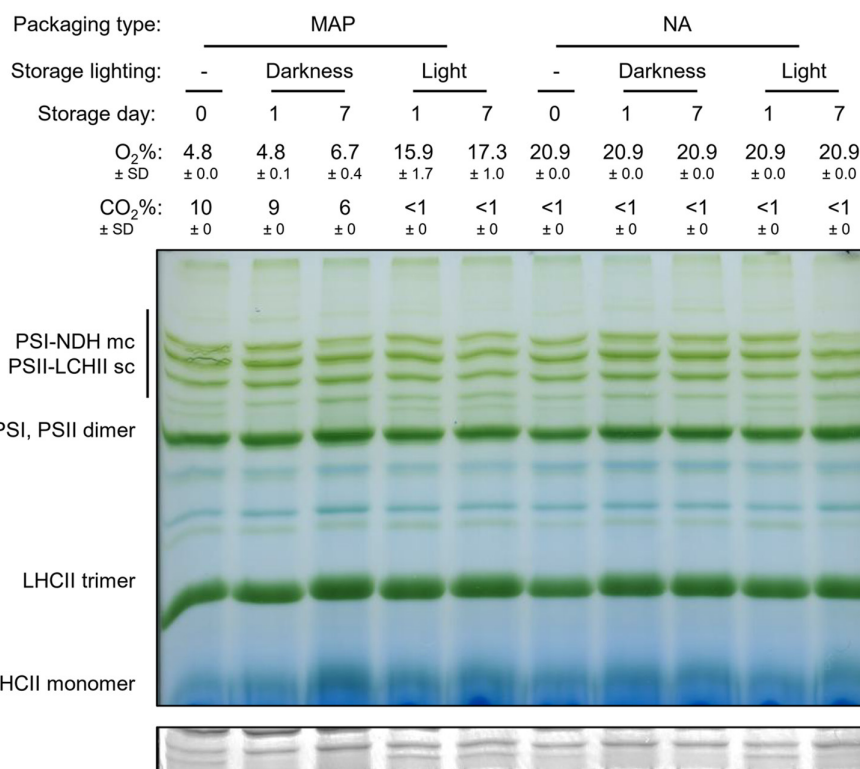 Packaging type: MAP NA
Storage lighting: - Darkness Light - Darkness Light
Storage day: 0 1 7 1 7 0 1 7 1 7
O₂%: 4.8 4.8 6.7 15.9 17.3 20.9 20.9 20.9 20.9 20.9
± SD ± 0.0 ± 0.1 ± 0.4 ± 1.7 ± 1.0 ± 0.0 ± 0.0 ± 0.0 ± 0.0 ± 0.0
CO₂%: 10 9 6 <1 <1 <1 <1 <1 <1 <1
± SD ± 0 ± 0 ± 0 ± 0 ± 0 ± 0 ± 0 ± 0 ± 0 ± 0
PSI-NDH mc
PSII-LCHII sc
PSI, PSII dimer
LHCII trimer
HCII monomer